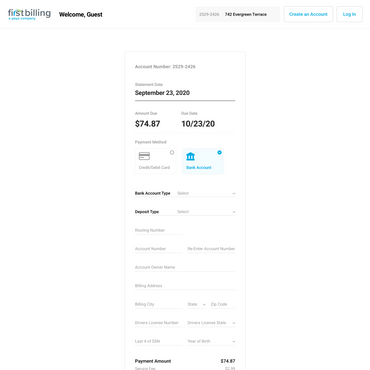 firstbilling
Welcome, Guest
2529-2426
742 Evergreen Terrace
Create an Account
Log In
Account Number: 2529-2426
Statement Date
September 23, 2020
Amount Due
Due Date
$74.87
10/23/20
Payment Method
Credit/Debit Card
Bank Account
Bank Account Type
Select
Deposit Type
Select
Routing Number
Account Number
Re-Enter Account Number
Account Owner Name
Billing Address
Billing City
State
Zip Code
Drivers License Number
Drivers License State
Last 4 of SSN
Year of Birth
Payment Amount
$74.87
Service Fee